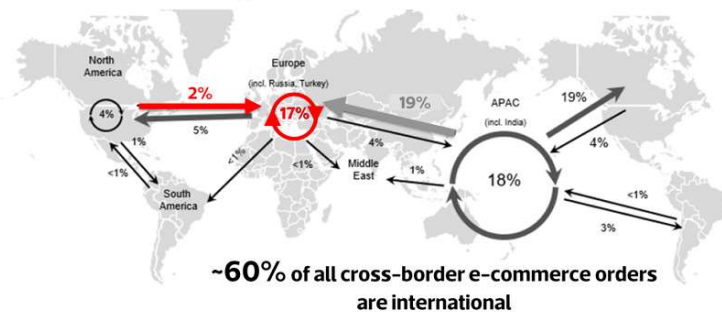 North
America
4%
2%
5%
1%
<1%
South
America
Europe
(incl. Russia, Turkey)
17%
<1%
<1%
19%
4%
Middle
East
1%
APAC
(incl. India)
18%
19%
4%
<1%
3%
~60% of all cross-border e-commerce orders
are international